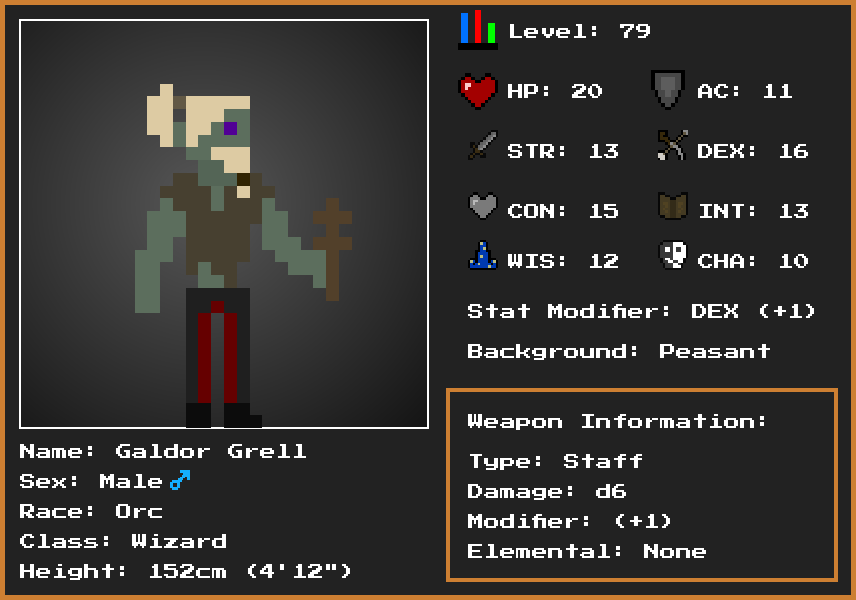 Level: 79
HP: 20
AC: 11
STR: 13
DEX: 16
CON: 15
INT: 13
WIS: 12
CHA: 10
Stat Modifier: DEX (+1)
Background: Peasant
Weapon Information:
Type: Staff
Damage: d6
Modifier: (+1)
Elemental: None
Name: Galdor Grell
Sex: Male♂
Race: Orc
Class: Wizard
Height: 152cm (4'12")